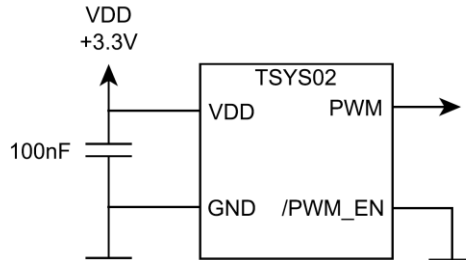 VDD
+3.3V
TSYS02
VDD PWM
100nF
GND /PWM_EN